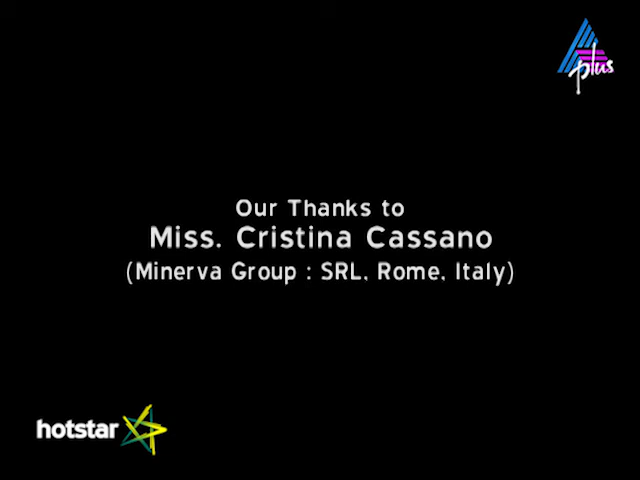 plus
Our Thanks to
Miss. Cristina Cassano
(Minerva Group : SRL, Rome, Italy)
hotstar